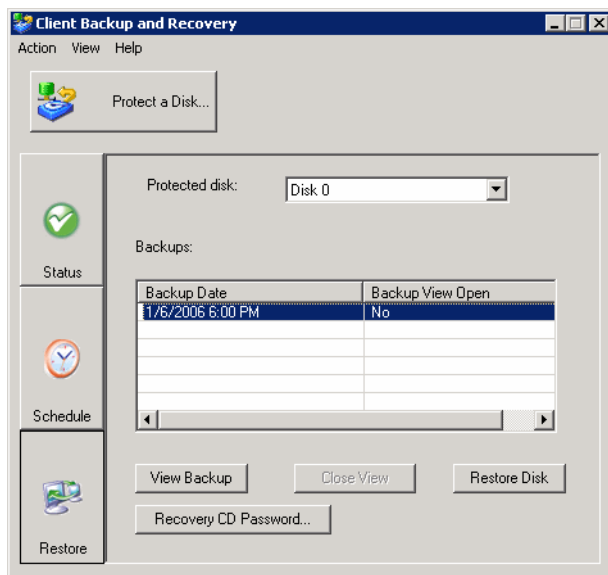 Client Backup and Recovery
Action View Help
Protect a Disk...
Protected disk: Disk 0
Status
Backups:
Backup Date Backup View Open
1/6/2006 6:00 PM No
Schedule
View Backup Close View Restore Disk
Recovery CD Password...
Restore